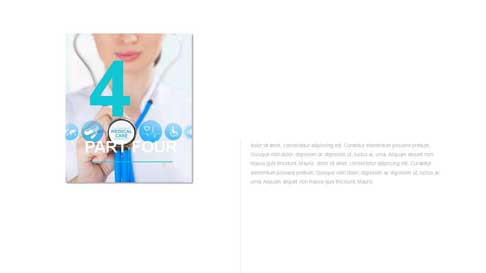 4
MEDICAL
CARE
PART FOUR
dolor sit amet, consectetur adipiscing elit. Curabitur elementum posuere pretium.
Quisque nibh dolor, dignissim ac dignissim ut, luctus ac urna. Aliquam aliquet non
massa quis tincidunt. Mauris. dolor sit amet, consectetur adipiscing elit. Curabitur
elementum posuere pretium. Quisque nibh dolor, dignissim ac dignissim ut, luctus ac
urna. Aliquam aliquet non massa quis tincidunt. Mauris.